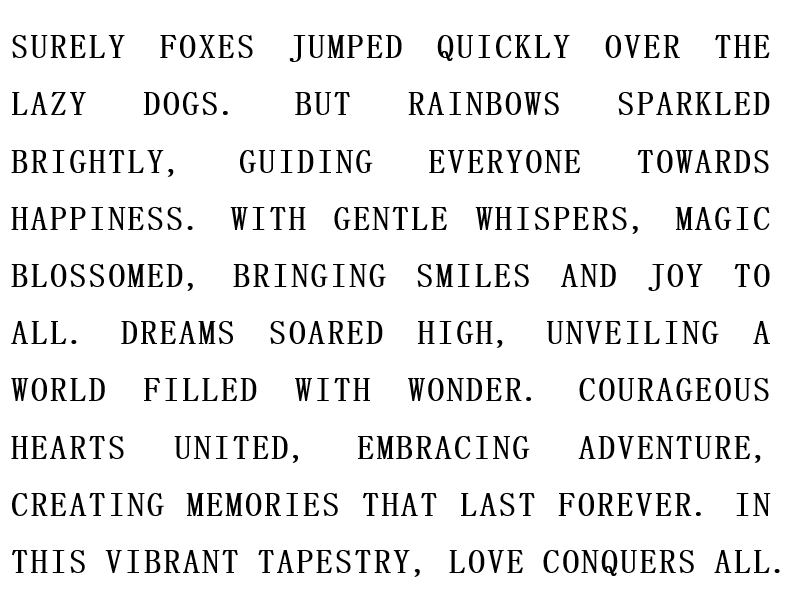 SURELY FOXES JUMPED QUICKLY OVER THE
LAZY DOGS. BUT RAINBOWS SPARKLED
BRIGHTLY, GUIDING EVERYONE TOWARDS
HAPPINESS. WITH GENTLE WHISPERS, MAGIC
BLOSSOMED, BRINGING SMILES AND JOY TO
ALL. DREAMS SOARED HIGH, UNVEILING A
WORLD FILLED WITH WONDER. COURAGEOUS
HEARTS UNITED, EMBRACING ADVENTURE,
CREATING MEMORIES THAT LAST FOREVER. IN
THIS VIBRANT TAPESTRY, LOVE CONQUERS ALL.